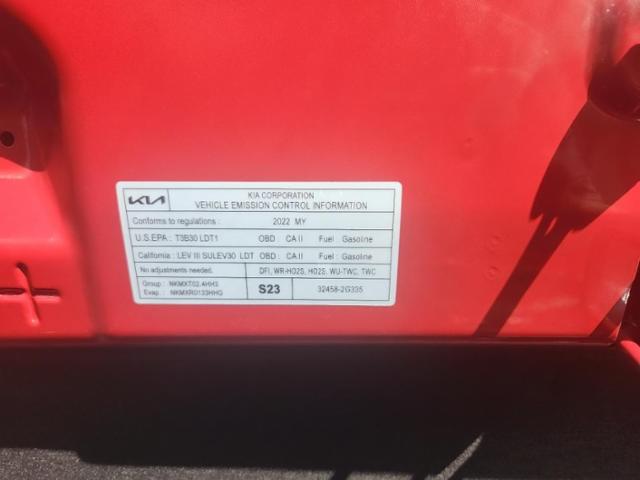 KIA
KIA CORPORATION
VEHICLE EMISSION CONTROL INFORMATION
Conforms to regulations : 2022 MY
U.S.EPA : T3B30 LDT1 OBD : CA II Fuel : Gasoline
California : LEV III SULEV30 LDT OBD : CA II Fuel : Gasoline
No adjustments needed. DFI, WR-HO2S, HO2S, WU-TWC, TWC
Group : NKMXT02.4HH3
Evap. : NKMXR0133HHG
S23 32458-2G335